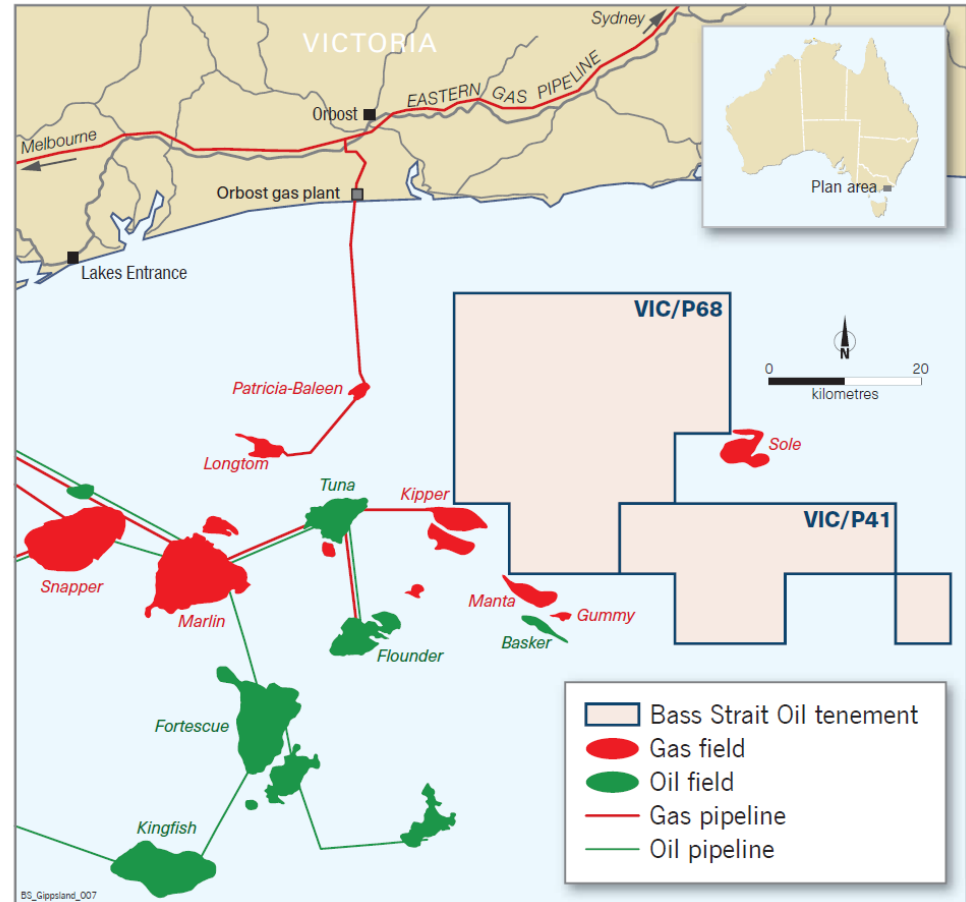 Sydney
VICTORIA
EASTERN GAS PIPELINE
Orbost
Melbourne
Plan area
Orbost gas plant
Lakes Entrance
VIC/P68
N
0 20
kilometres
Patricia-Baleen
Sole
Longtom
Tuna
Kipper
VIC/P41
Snapper
Manta
Gummy
Marlin
Basker
Flounder
Fortescue
Kingfish
Bass Strait Oil tenement
Gas field
Oil field
Gas pipeline
Oil pipeline
BS_Gippsland_007